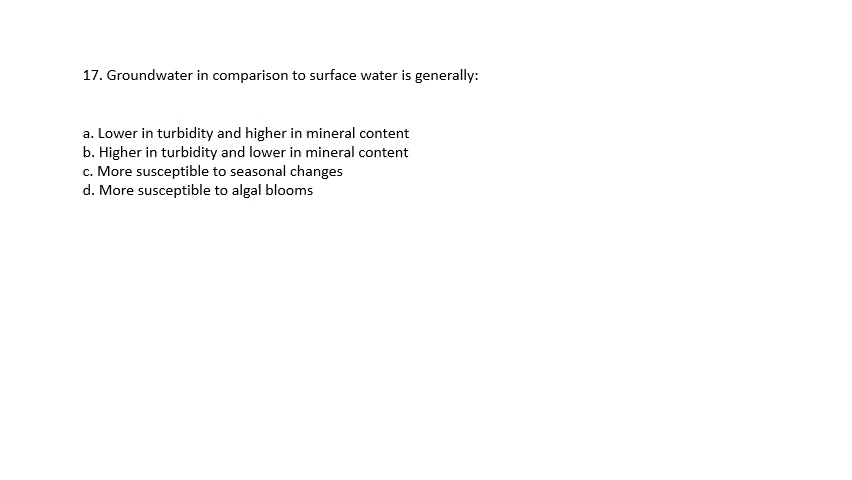 17. Groundwater in comparison to surface water is generally:
a. Lower in turbidity and higher in mineral content
b. Higher in turbidity and lower in mineral content
c. More susceptible to seasonal changes
d. More susceptible to algal blooms